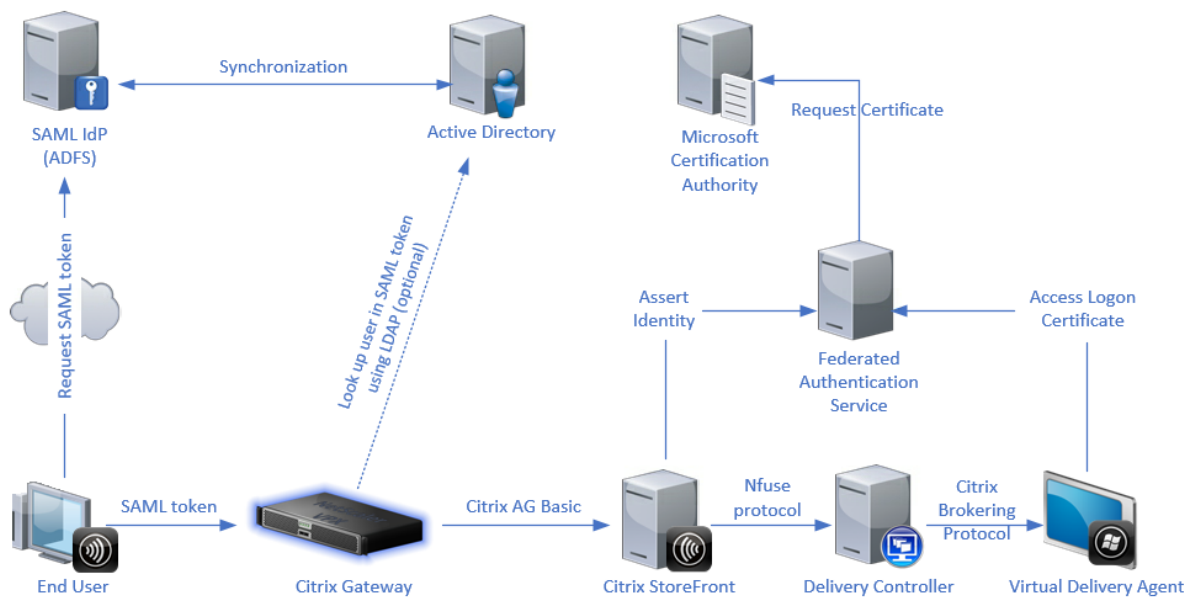 Synchronization
SAML IdP
(ADFS)
Active Directory
Request Certificate
Microsoft
Certification
Authority
Request SAML token
Look up user in SAML token
using LDAP (optional)
Assert
Identity
Access Logon
Certificate
Federated
Authentication
Service
SAML token
Citrix AG Basic
Nfuse
protocol
Citrix
Brokering
Protocol
End User
Citrix Gateway
Citrix StoreFront
Delivery Controller
Virtual Delivery Agent